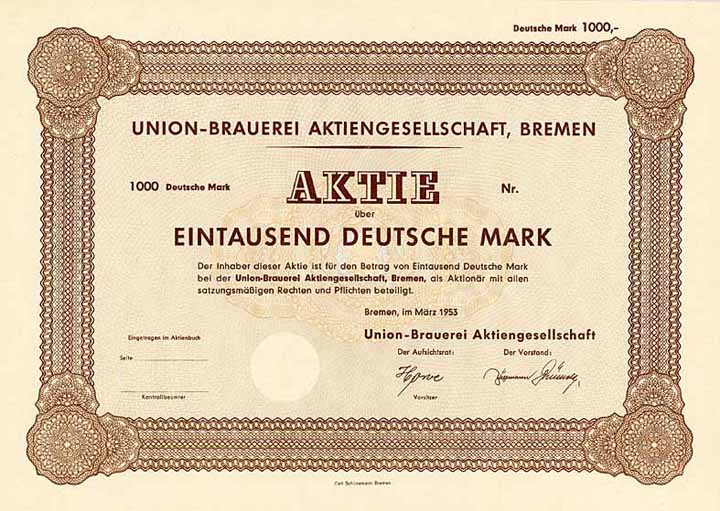 Deutsche Mark 1000,-
UNION-BRAUEREI AKTIENGESELLSCHAFT, BREMEN
1000 Deutsche Mark AKTIE Nr.
über
EINTAUSEND DEUTSCHE MARK
Der Inhaber dieser Aktie ist für den Betrag von Eintausend Deutsche Mark
bei der Union-Brauerei Aktiengesellschaft, Bremen, als Aktionär mit allen
satzungsmäßigen Rechten und Pflichten beteiligt.
Bremen, im März 1953
Eingetragen im Aktienbuch
Union-Brauerei Aktiengesellschaft
Seite
Der Aufsichtsrat: Der Vorstand:
Kontrollbeamter
Vorsitzer
Carl Schünemann Bremen